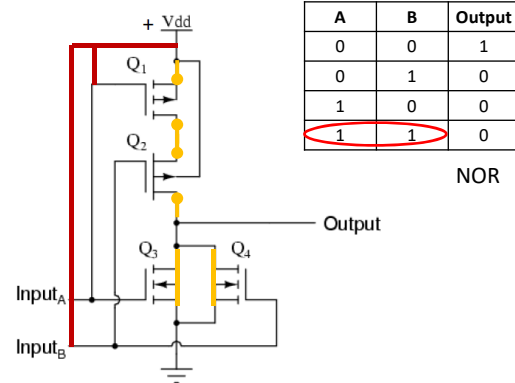 + Vdd
Q1
Q2
Output
Q3
Q4
InputA
InputB
A B Output
0 0 1
0 1 0
1 0 0
1 1 0
NOR